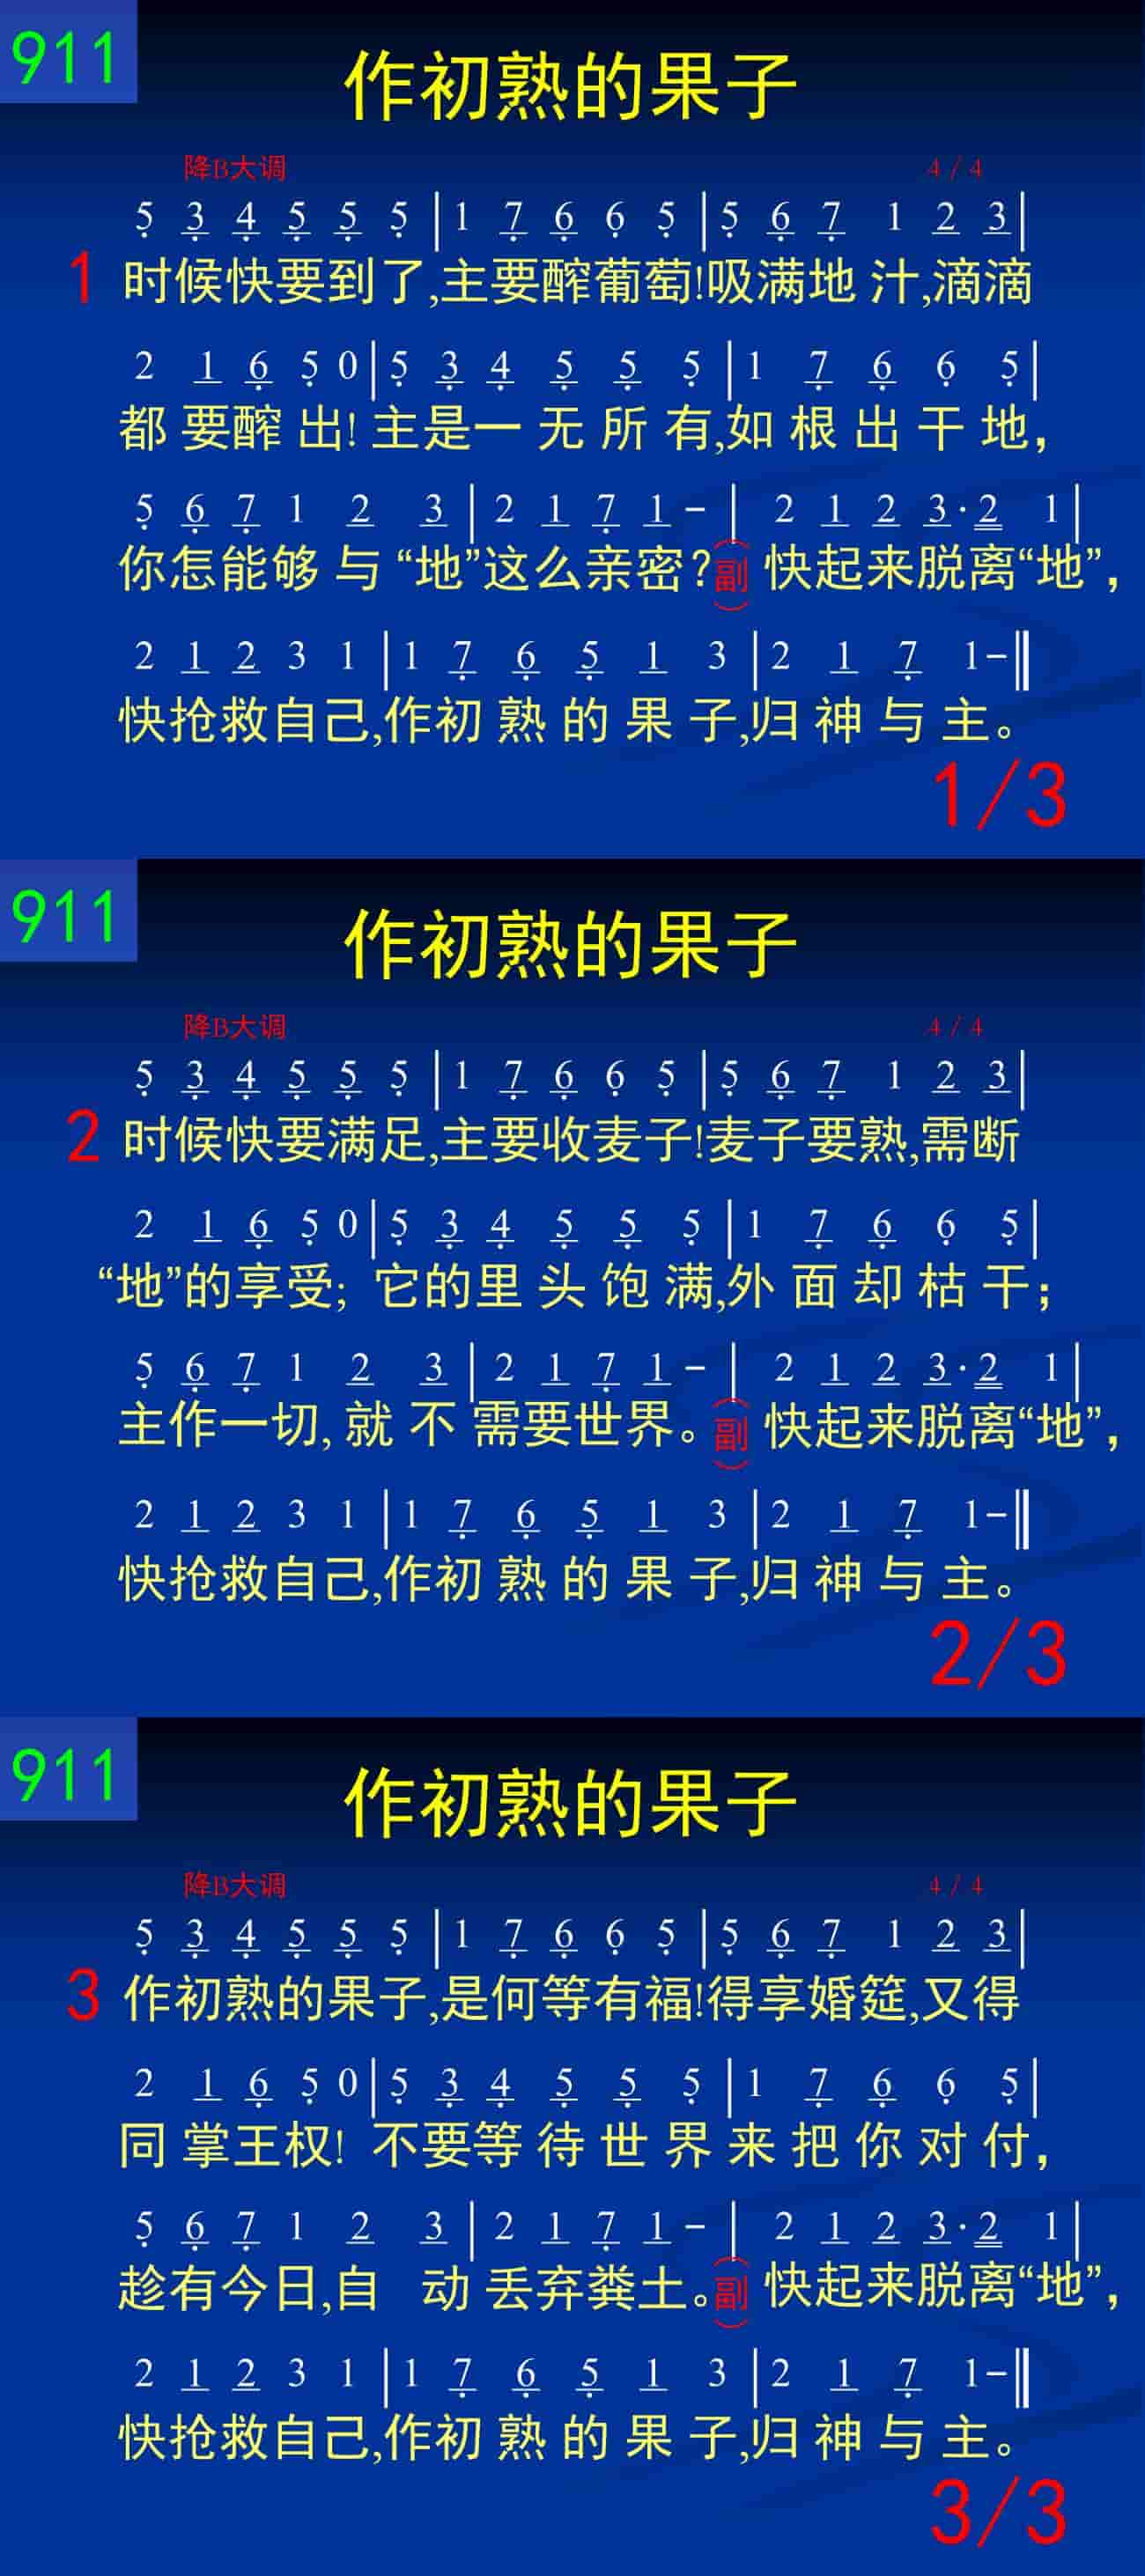 911
作初熟的果子
降B大调 4/4
5 3 4 5 5 5 | 1 7 6 6 5 | 5 6 7 1 2 3 |
1 时候快要到了,主要醡葡萄!吸满地 汁,滴滴
2 1 6 5 0 | 5 3 4 5 5 5 | 1 7 6 6 5 |
都 要醡 出! 主是一 无 所 有,如 根 出 干 地,
5 6 7 1 2 3 | 2 1 7 1 - | 2 1 2 3·2 1 |
你怎能够 与 “地”这么亲密?(副) 快起来脱离“地”,
2 1 2 3 1 | 1 7 6 5 1 3 | 2 1 7 1-‖
快抢救自己,作初 熟 的 果 子,归 神 与 主。
1/3
911
作初熟的果子
降B大调 4/4
5 3 4 5 5 5 | 1 7 6 6 5 | 5 6 7 1 2 3 |
2 时候快要满足,主要收麦子!麦子要熟,需断
2 1 6 5 0 | 5 3 4 5 5 5 | 1 7 6 6 5 |
“地”的享受; 它的里 头 饱 满,外 面 却 枯 干;
5 6 7 1 2 3 | 2 1 7 1 - | 2 1 2 3·2 1 |
主作一切, 就 不 需要世界。(副) 快起来脱离“地”,
2 1 2 3 1 | 1 7 6 5 1 3 | 2 1 7 1-‖
快抢救自己,作初 熟 的 果 子,归 神 与 主。
2/3
911
作初熟的果子
降B大调 4/4
5 3 4 5 5 5 | 1 7 6 6 5 | 5 6 7 1 2 3 |
3 作初熟的果子,是何等有福!得享婚筵,又得
2 1 6 5 0 | 5 3 4 5 5 5 | 1 7 6 6 5 |
同 掌王权! 不要等 待 世 界 来 把 你 对 付,
5 6 7 1 2 3 | 2 1 7 1 - | 2 1 2 3·2 1 |
趁有今日,自 动 丢弃粪土。(副) 快起来脱离“地”,
2 1 2 3 1 | 1 7 6 5 1 3 | 2 1 7 1-‖
快抢救自己,作初 熟 的 果 子,归 神 与 主。
3/3